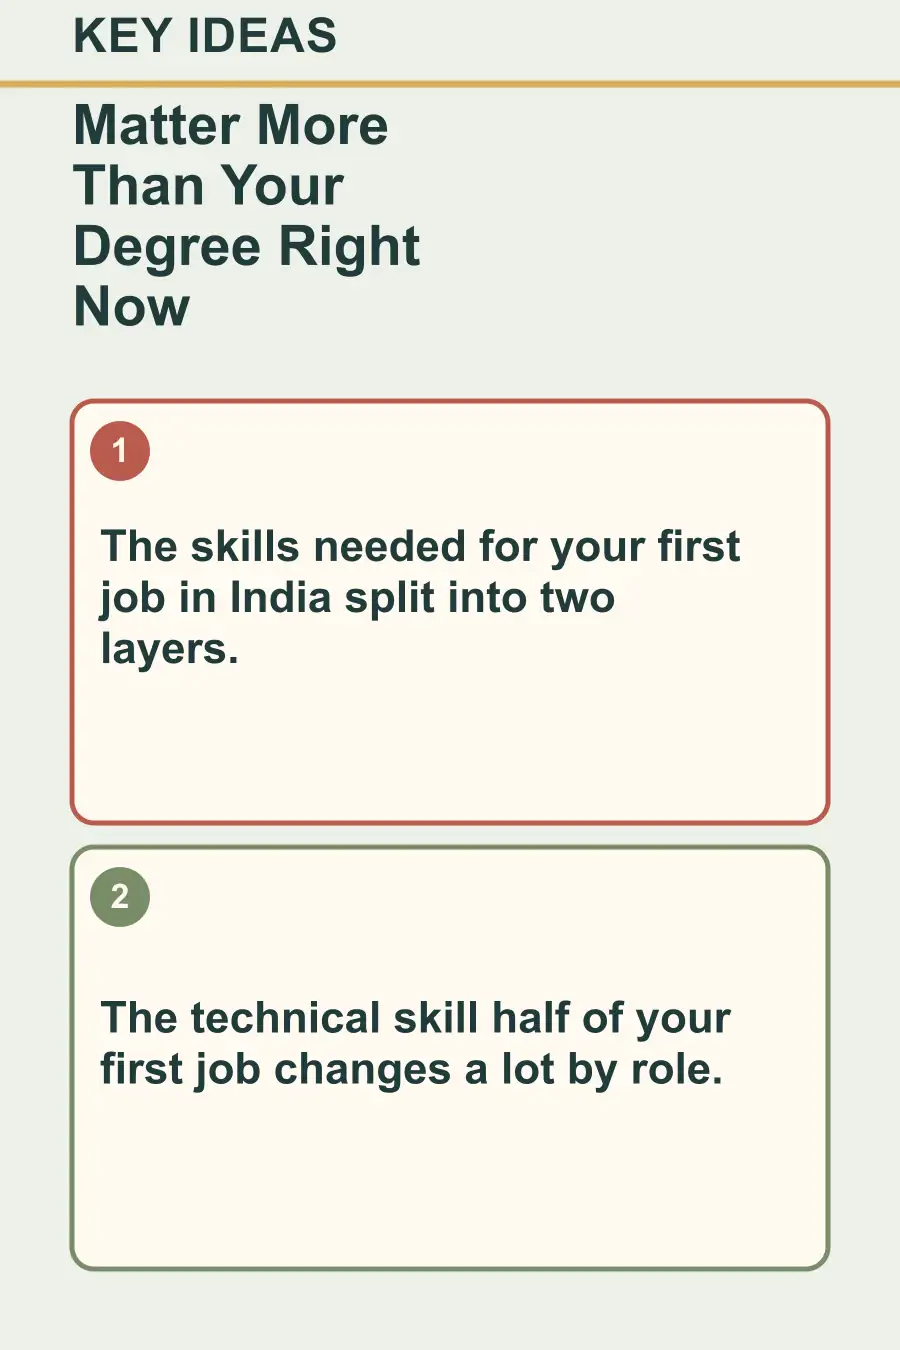 KEY IDEAS
Matter More
Than Your
Degree Right
Now
1
The skills needed for your first
job in India split into two
layers.
2
The technical skill half of your
first job changes a lot by role.